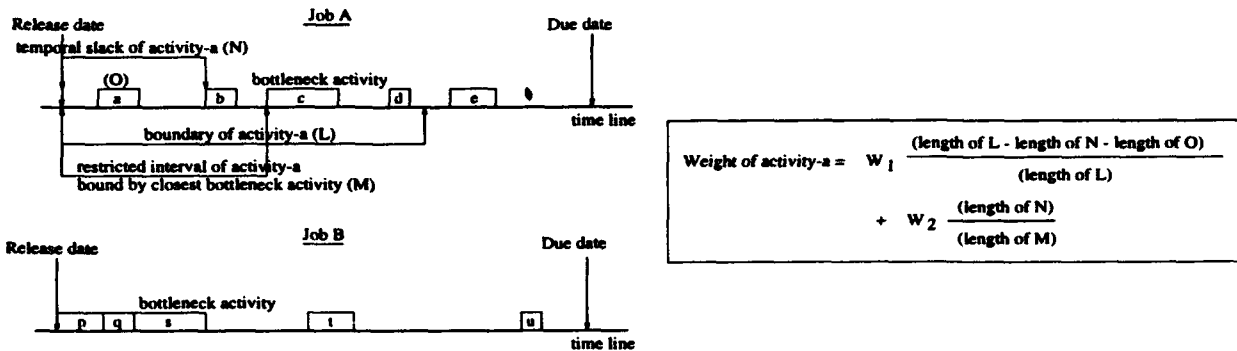 Job A
Release date
Due date
temporal slack of activity-a (N)
(O)
bottleneck activity
a
b
c
d
e
time line
boundary of activity-a (L)
restricted interval of activity-a
bound by closest bottleneck activity (M)
Job B
Release date
Due date
bottleneck activity
p
q
s
t
u
time line
Weight of activity-a = W1 (length of L - length of N - length of O)
(length of L)
+ W2 (length of N)
(length of M)